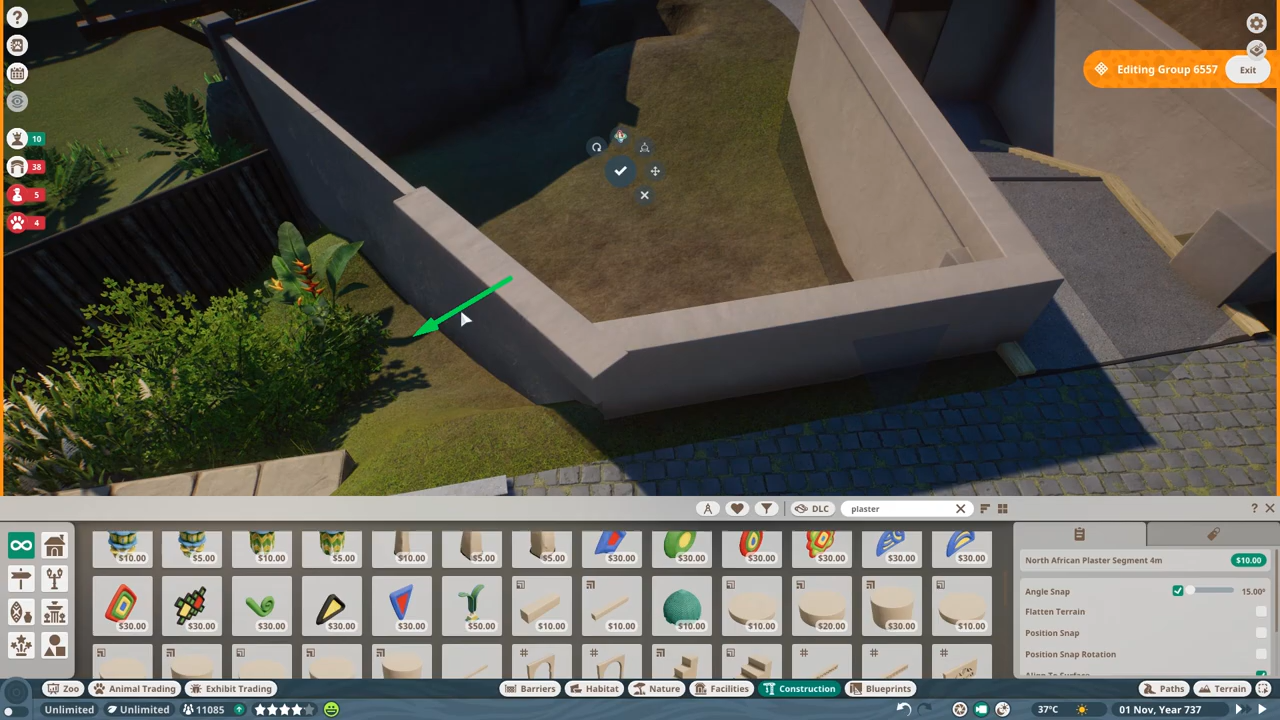 Editing Group 6557
Exit
10
38
5
4
DLC
plaster
?
$10.00 $5.00 $10.00 $5.00 $10.00 $5.00 $5.00 $30.00 $30.00 $30.00 $30.00 $30.00 $30.00
$30.00 $30.00 $30.00 $30.00 $30.00 $50.00 $10.00 $10.00 $10.00 $10.00 $20.00 $30.00 $10.00
North African Plaster Segment 4m $10.00
Angle Snap 15.00°
Flatten Terrain
Position Snap
Position Snap Rotation
Zoo Animal Trading Exhibit Trading Barriers Habitat Nature Facilities Construction Blueprints Paths Terrain
Unlimited Unlimited 11085 37°C 01 Nov, Year 737